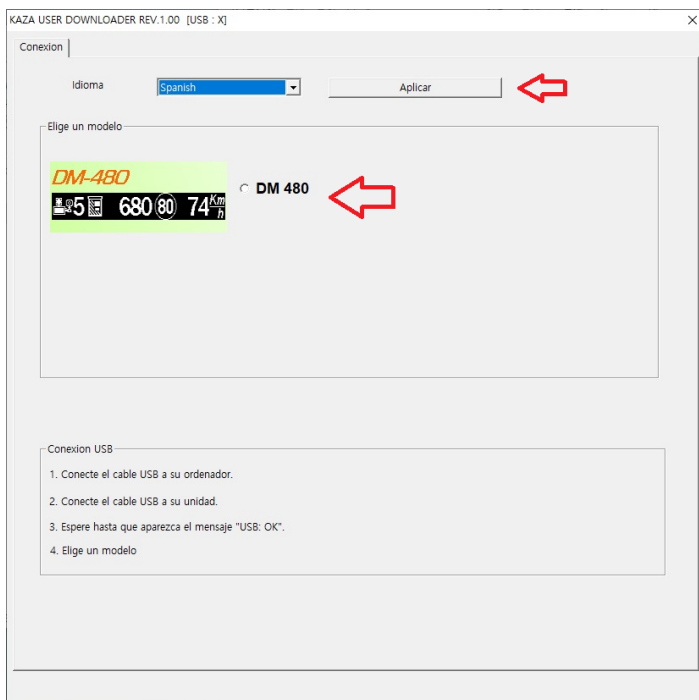 KAZA USER DOWNLOADER REV.1.00 [USB : X]
Conexion
Idioma Spanish Aplicar
Elige un modelo
DM-480
5 680 80 74 Km/h
DM 480
Conexion USB
1. Conecte el cable USB a su ordenador.
2. Conecte el cable USB a su unidad.
3. Espere hasta que aparezca el mensaje "USB: OK".
4. Elige un modelo